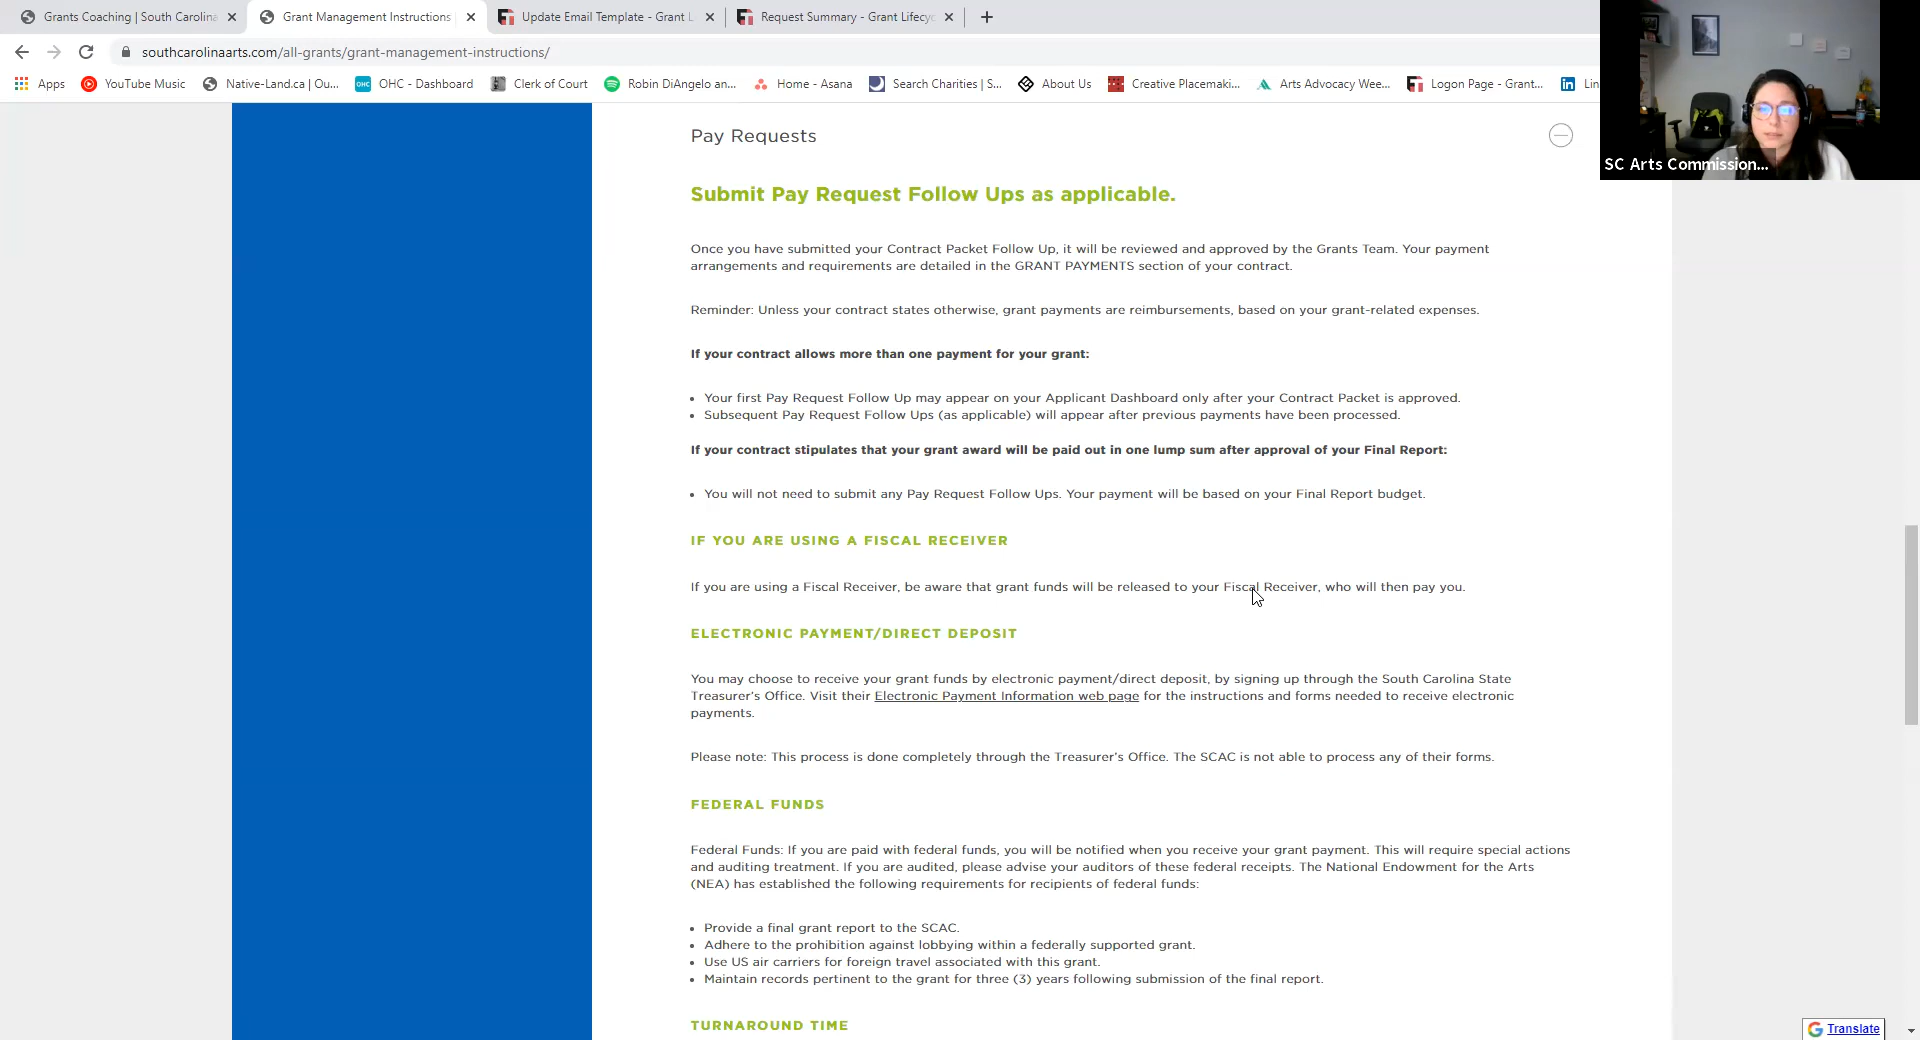 Grants Coaching | South Carolina
Grant Management Instructions
Update Email Template - Grant L
Request Summary - Grant Lifecyc
southcarolinaarts.com/all-grants/grant-management-instructions/
Apps
YouTube Music
Native-Land.ca | Ou...
OHC - Dashboard
Clerk of Court
Robin DiAngelo an...
Home - Asana
Search Charities | S...
About Us
Creative Placemaki...
Arts Advocacy Wee...
Logon Page - Grant...
Lin
SC Arts Commission...
Pay Requests
Submit Pay Request Follow Ups as applicable.
Once you have submitted your Contract Packet Follow Up, it will be reviewed and approved by the Grants Team. Your payment
arrangements and requirements are detailed in the GRANT PAYMENTS section of your contract.
Reminder: Unless your contract states otherwise, grant payments are reimbursements, based on your grant-related expenses.
If your contract allows more than one payment for your grant:
• Your first Pay Request Follow Up may appear on your Applicant Dashboard only after your Contract Packet is approved.
• Subsequent Pay Request Follow Ups (as applicable) will appear after previous payments have been processed.
If your contract stipulates that your grant award will be paid out in one lump sum after approval of your Final Report:
• You will not need to submit any Pay Request Follow Ups. Your payment will be based on your Final Report budget.
IF YOU ARE USING A FISCAL RECEIVER
If you are using a Fiscal Receiver, be aware that grant funds will be released to your Fiscal Receiver, who will then pay you.
ELECTRONIC PAYMENT/DIRECT DEPOSIT
You may choose to receive your grant funds by electronic payment/direct deposit, by signing up through the South Carolina State
Treasurer's Office. Visit their Electronic Payment Information web page for the instructions and forms needed to receive electronic
payments.
Please note: This process is done completely through the Treasurer's Office. The SCAC is not able to process any of their forms.
FEDERAL FUNDS
Federal Funds: If you are paid with federal funds, you will be notified when you receive your grant payment. This will require special actions
and auditing treatment. If you are audited, please advise your auditors of these federal receipts. The National Endowment for the Arts
(NEA) has established the following requirements for recipients of federal funds:
• Provide a final grant report to the SCAC.
• Adhere to the prohibition against lobbying within a federally supported grant.
• Use US air carriers for foreign travel associated with this grant.
• Maintain records pertinent to the grant for three (3) years following submission of the final report.
TURNAROUND TIME
Translate